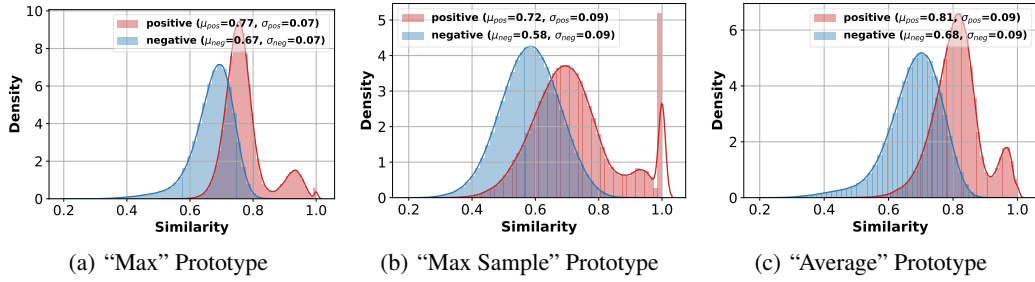 positive (μpos=0.77, σpos=0.07)
negative (μneg=0.67, σneg=0.07)
Density
10
8
6
4
2
0
0.2 0.4 0.6 0.8 1.0
Similarity
(a) “Max” Prototype
positive (μpos=0.72, σpos=0.09)
negative (μneg=0.58, σneg=0.09)
Density
5
4
3
2
1
0
0.2 0.4 0.6 0.8 1.0
Similarity
(b) “Max Sample” Prototype
positive (μpos=0.81, σpos=0.09)
negative (μneg=0.68, σneg=0.09)
Density
6
4
2
0
0.2 0.4 0.6 0.8 1.0
Similarity
(c) “Average” Prototype